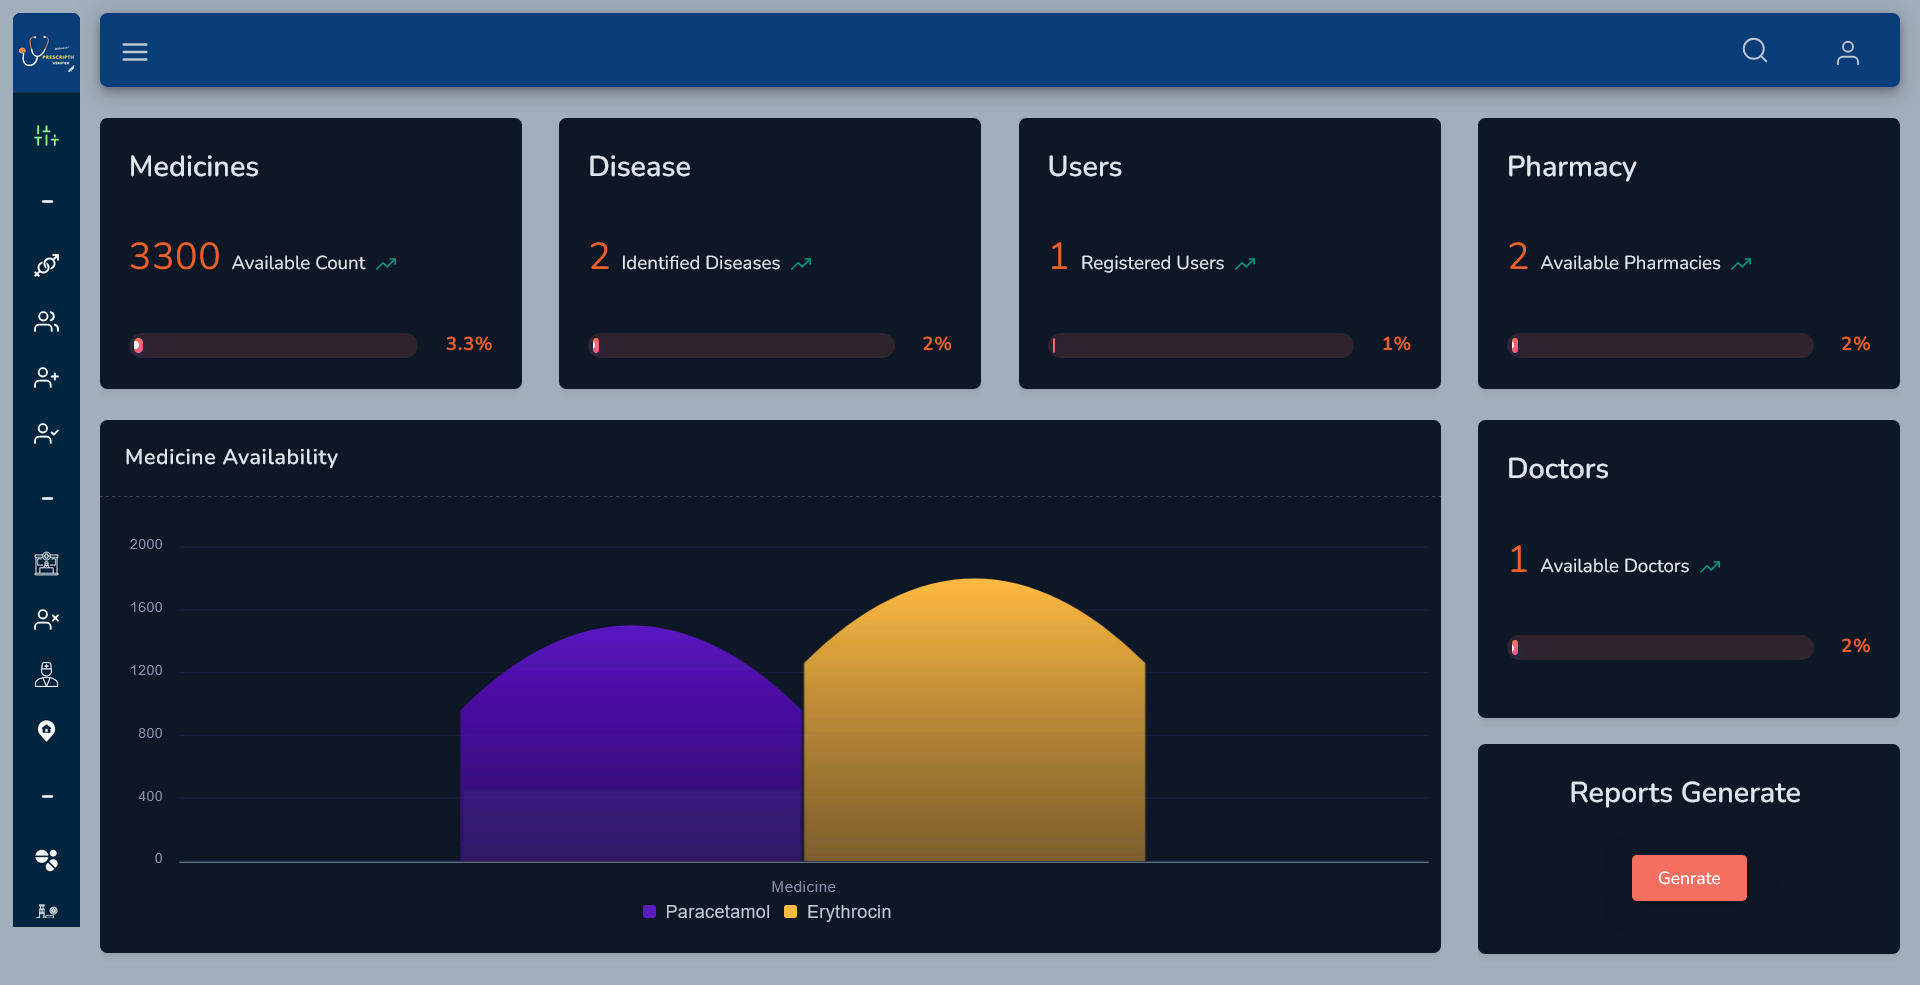 PRESCRIPTI
VERIFIER
Medicines
3300 Available Count
3.3%
Disease
2 Identified Diseases
2%
Users
1 Registered Users
1%
Pharmacy
2 Available Pharmacies
2%
Medicine Availability
2000
1600
1200
800
400
0
Medicine
Paracetamol Erythrocin
Doctors
1 Available Doctors
2%
Reports Generate
Genrate